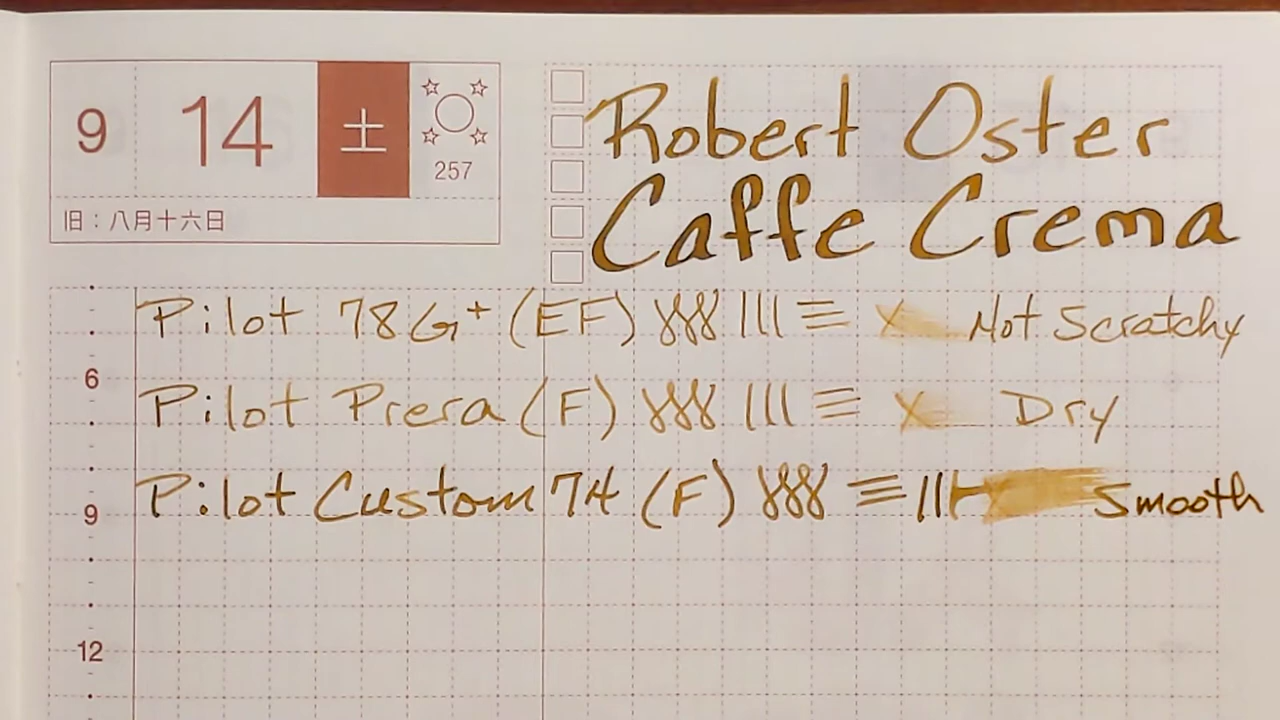 9 14 土
257
旧：八月十六日
Robert Oster
Caffe Crema
Pilot 78G+ (EF) Not Scratchy
6
Pilot Prera (F) Dry
Pilot Custom 74 (F) Smooth
9
12